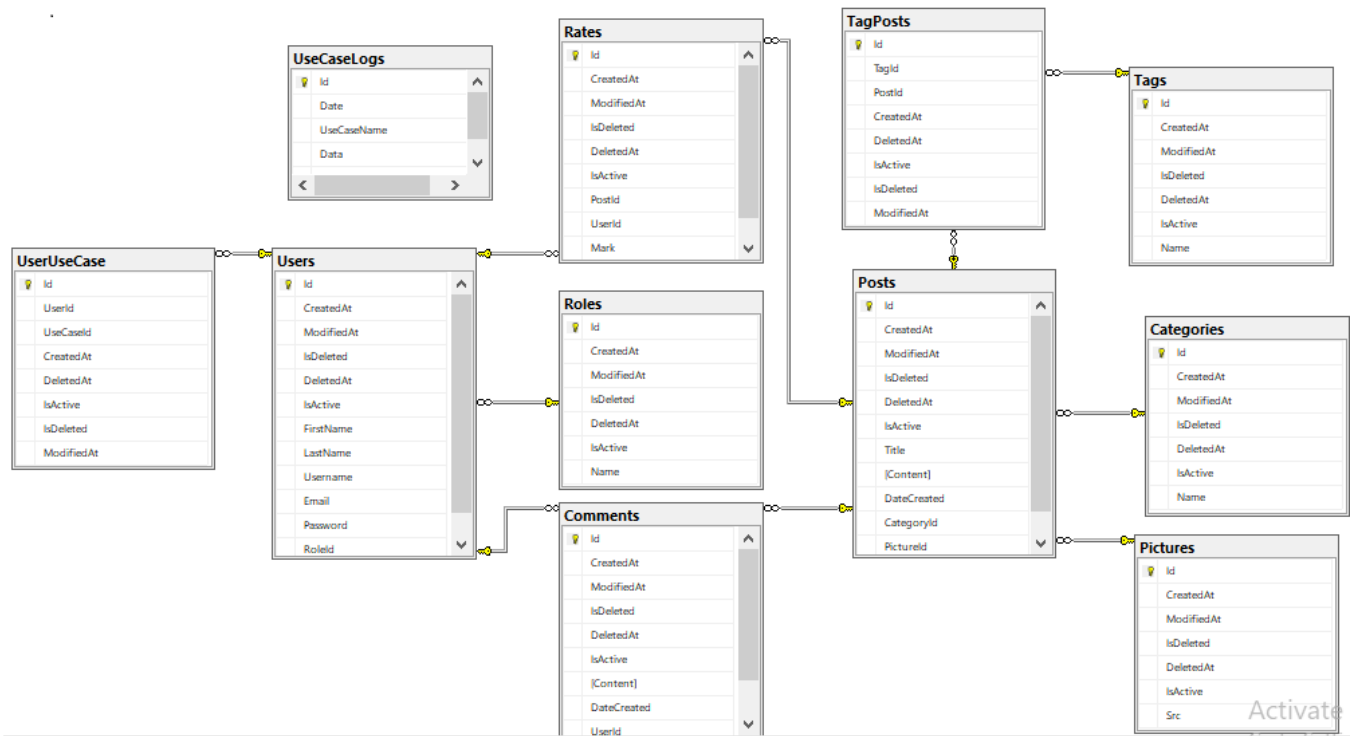 UseCaseLogs
Id
Date
UseCaseName
Data
Rates
Id
CreatedAt
ModifiedAt
IsDeleted
DeletedAt
IsActive
PostId
UserId
Mark
TagPosts
Id
TagId
PostId
CreatedAt
DeletedAt
IsActive
IsDeleted
ModifiedAt
Tags
Id
CreatedAt
ModifiedAt
IsDeleted
DeletedAt
IsActive
Name
UserUseCase
Id
UserId
UseCaseId
CreatedAt
DeletedAt
IsActive
IsDeleted
ModifiedAt
Users
Id
CreatedAt
ModifiedAt
IsDeleted
DeletedAt
IsActive
FirstName
LastName
Username
Email
Password
RoleId
Roles
Id
CreatedAt
ModifiedAt
IsDeleted
DeletedAt
IsActive
Name
Posts
Id
CreatedAt
ModifiedAt
IsDeleted
DeletedAt
IsActive
Title
[Content]
DateCreated
CategoryId
PictureId
Categories
Id
CreatedAt
ModifiedAt
IsDeleted
DeletedAt
IsActive
Name
Comments
Id
CreatedAt
ModifiedAt
IsDeleted
DeletedAt
IsActive
[Content]
DateCreated
UserId
Pictures
Id
CreatedAt
ModifiedAt
IsDeleted
DeletedAt
IsActive
Src
Activate